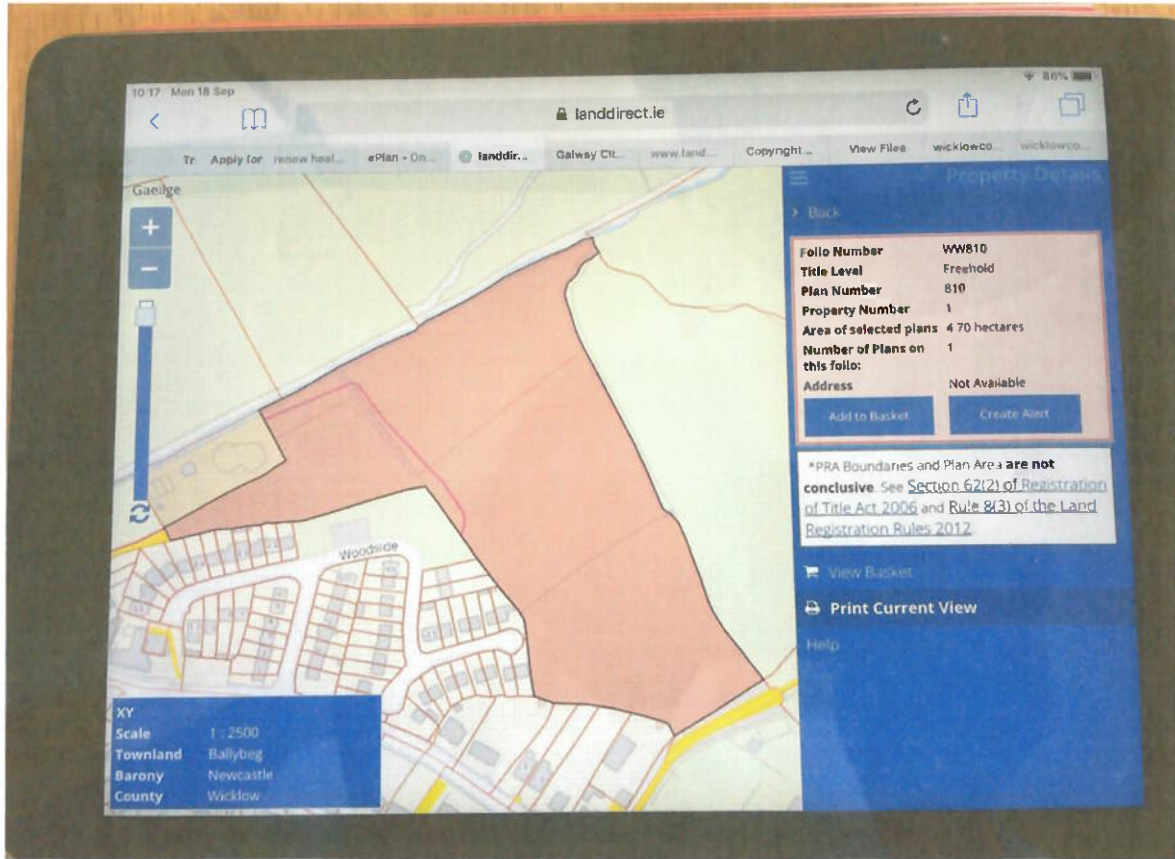 10:17 Mon 18 Sep
86%
landdirect.ie
Tr
Apply for
renew heal...
ePlan - On...
landdir...
Galway Cit...
www.land...
Copyright...
View Files
wicklowco...
wicklowco...
Gaeilge
+
−
Woodside
XY
Scale 1 : 2500
Townland Ballybeg
Barony Newcastle
County Wicklow
Property Details
> Back
Folio Number WW810
Title Level Freehold
Plan Number 810
Property Number 1
Area of selected plans 4 70 hectares
Number of Plans on 1
this folio:
Address Not Available
Add to Basket Create Alert
*PRA Boundaries and Plan Area are not
conclusive. See Section 62(2) of Registration
of Title Act 2006 and Rule 8(3) of the Land
Registration Rules 2012.
View Basket
Print Current View
Help